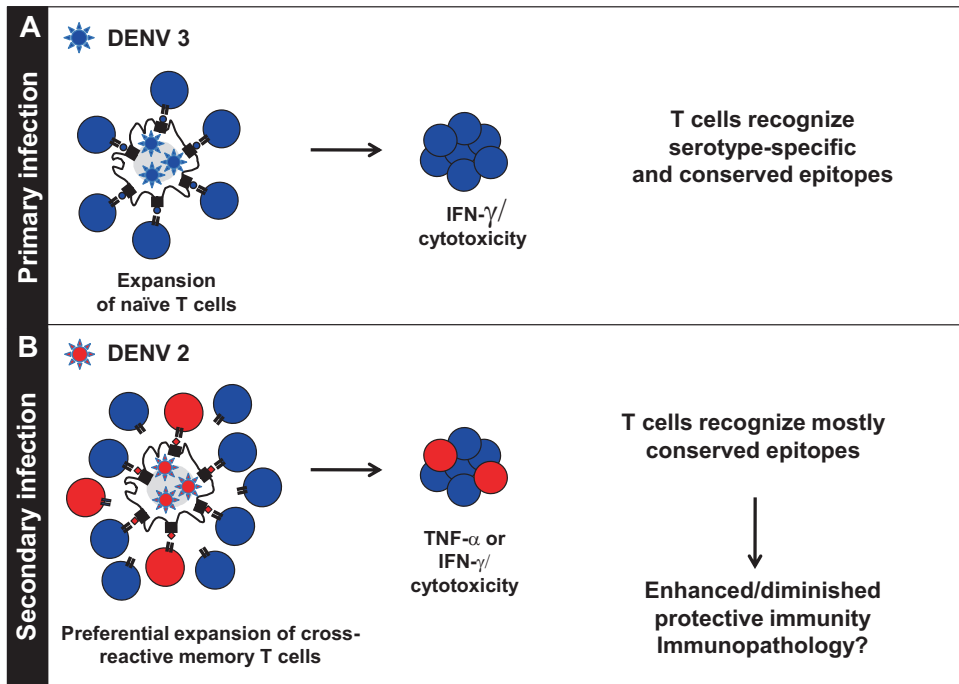 A
Primary infection
DENV 3
Expansion
of naïve T cells
IFN-γ/
cytotoxicity
T cells recognize
serotype-specific
and conserved epitopes
B
Secondary infection
DENV 2
Preferential expansion of cross-
reactive memory T cells
TNF-α or
IFN-γ/
cytotoxicity
T cells recognize mostly
conserved epitopes
Enhanced/diminished
protective immunity
Immunopathology?